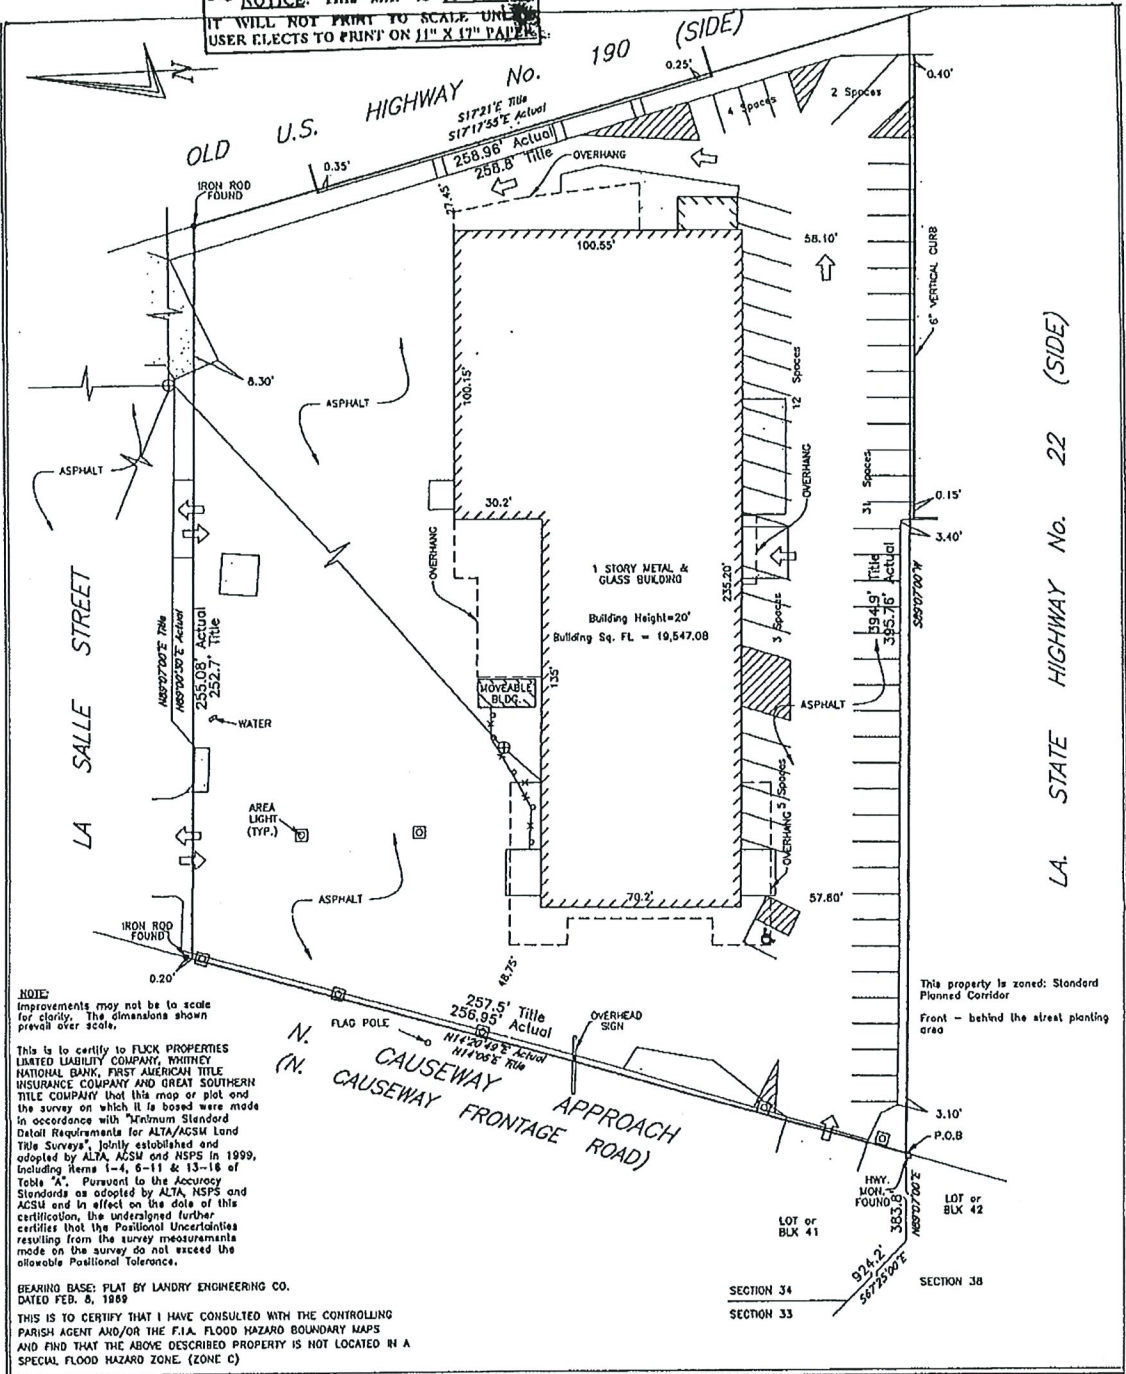 NOTICE:
IT WILL NOT PRINT TO SCALE
USER ELECTS TO PRINT ON 11" X 17" PAPER
N
OLD U.S. HIGHWAY No. 190 (SIDE)
S17'21'E Title
S17'17'55"E Actual
258.96' Actual
258.8' Title
0.25'
0.35'
0.40'
4 Spaces
2 Spaces
OVERHANG
IRON ROD
FOUND
27.45'
100.55'
58.10'
6" VERTICAL CURB
8.30'
ASPHALT
100.15'
12 Spaces
ASPHALT
OVERHANG
31 Spaces
30.2'
0.15'
3.40'
OVERHANG
1 STORY METAL &
GLASS BUILDING
Building Height=20'
Building Sq. Ft. = 19,547.08
235.20'
3 Spaces
394.9' Title
395.76' Actual
S89'07'00"W
LA SALLE STREET
N89'07'00"E Title
N89'00'50"E Actual
255.08' Actual
252.7' Title
LA. STATE HIGHWAY No. 22 (SIDE)
MOVEABLE
BLDG.
135'
ASPHALT
WATER
AREA
LIGHT
(TYP.)
5 Spaces
OVERHANG
ASPHALT
70.2'
57.60'
IRON ROD
FOUND
0.20'
48.75'
257.5' Title
256.95' Actual
N14'20'49"E Actual
N14'05'E Title
FLAG POLE
OVERHEAD
SIGN
N. CAUSEWAY APPROACH
(N. CAUSEWAY FRONTAGE ROAD)
This property is zoned: Standard
Planned Corridor
Front - behind the street planting
area
3.10'
P.O.B
HWY.
MON.
FOUND
383.8'
N89'07'00"E
LOT or
BLK 42
LOT or
BLK 41
924.2'
S67'25'00"E
SECTION 34
SECTION 33
SECTION 38
NOTE:
Improvements may not be to scale
for clarity. The dimensions shown
prevail over scale.
This is to certify to FLICK PROPERTIES
LIMITED LIABILITY COMPANY, WHITNEY
NATIONAL BANK, FIRST AMERICAN TITLE
INSURANCE COMPANY AND GREAT SOUTHERN
TITLE COMPANY that this map or plat and
the survey on which it is based were made
in accordance with "Minimum Standard
Detail Requirements for ALTA/ACSM Land
Title Surveys", jointly established and
adopted by ALTA, ACSM and NSPS in 1999,
including items 1-4, 6-11 & 13-16 of
Table "A". Pursuant to the Accuracy
Standards as adopted by ALTA, NSPS and
ACSM and in effect on the date of this
certification, the undersigned further
certifies that the Positional Uncertainties
resulting from the survey measurements
made on the survey do not exceed the
allowable Positional Tolerance.
BEARING BASE: PLAT BY LANDRY ENGINEERING CO.
DATED FEB. 8, 1989
THIS IS TO CERTIFY THAT I HAVE CONSULTED WITH THE CONTROLLING
PARISH AGENT AND/OR THE F.I.A. FLOOD HAZARD BOUNDARY MAPS
AND FIND THAT THE ABOVE DESCRIBED PROPERTY IS NOT LOCATED IN A
SPECIAL FLOOD HAZARD ZONE. (ZONE C)